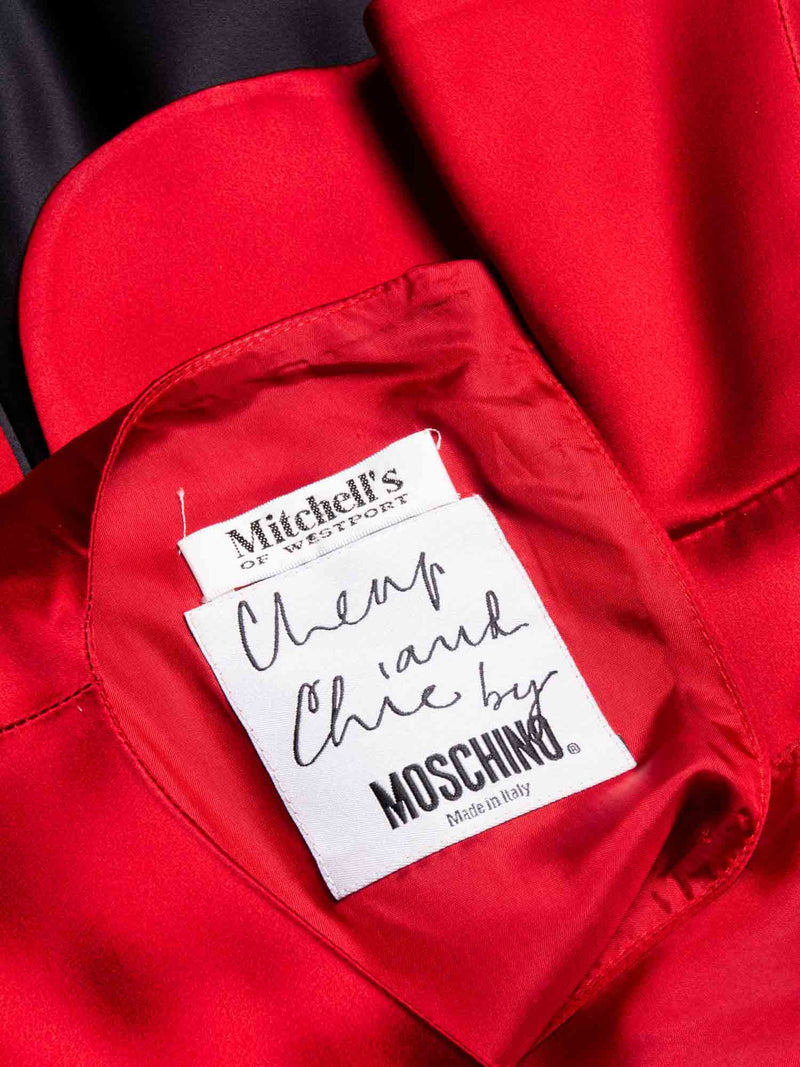 Mitchell's
OF WESTPORT
Cheap
and
Chic by
MOSCHINO®
Made in Italy